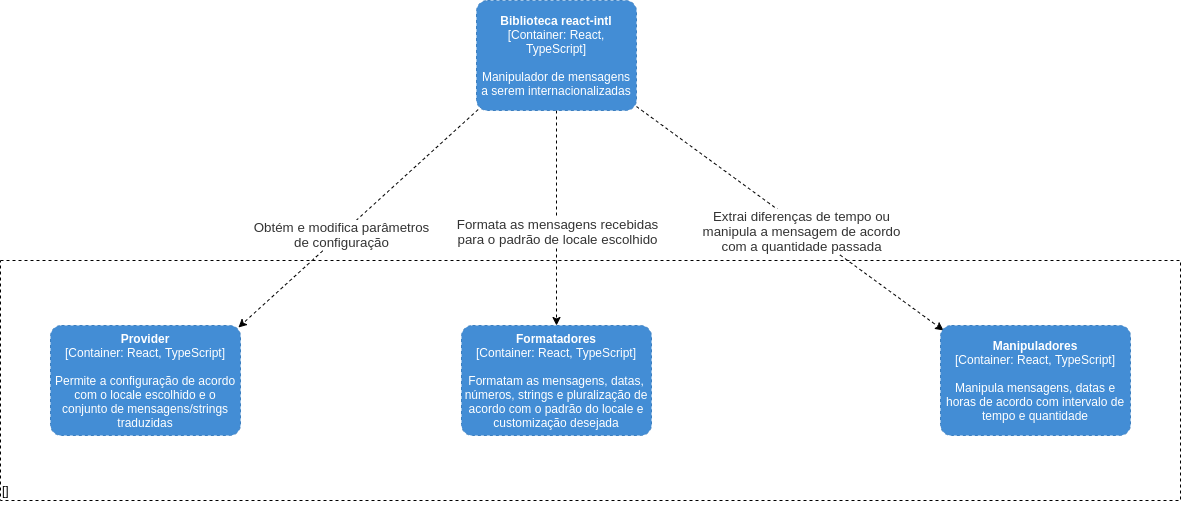 Biblioteca react-intl
[Container: React,
TypeScript]
Manipulador de mensagens
a serem internacionalizadas
Obtém e modifica parâmetros
de configuração
Formata as mensagens recebidas
para o padrão de locale escolhido
Extrai diferenças de tempo ou
manipula a mensagem de acordo
com a quantidade passada
Provider
[Container: React, TypeScript]
Permite a configuração de acordo
com o locale escolhido e o
conjunto de mensagens/strings
traduzidas
Formatadores
[Container: React, TypeScript]
Formatam as mensagens, datas,
números, strings e pluralização de
acordo com o padrão do locale e
customização desejada
Manipuladores
[Container: React, TypeScript]
Manipula mensagens, datas e
horas de acordo com intervalo de
tempo e quantidade
[]